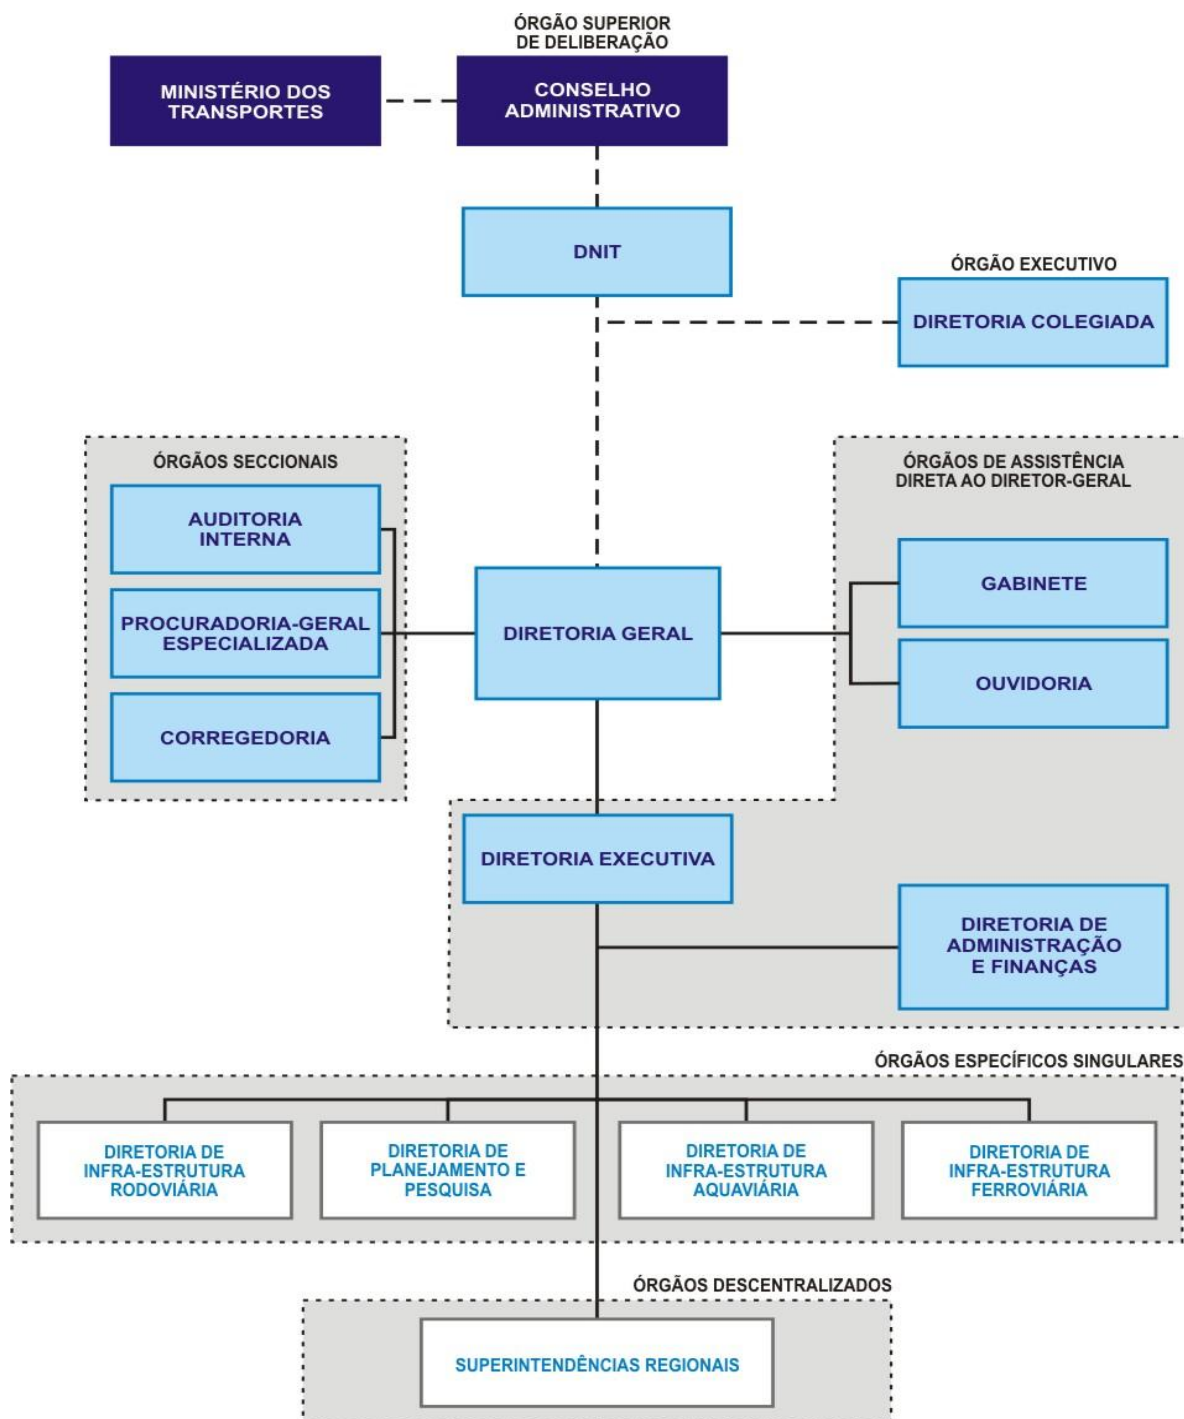 ÓRGÃO SUPERIOR
DE DELIBERAÇÃO
MINISTÉRIO DOS
TRANSPORTES
CONSELHO
ADMINISTRATIVO
DNIT
ÓRGÃO EXECUTIVO
DIRETORIA COLEGIADA
ÓRGÃOS SECCIONAIS
AUDITORIA
INTERNA
PROCURADORIA-GERAL
ESPECIALIZADA
CORREGEDORIA
DIRETORIA GERAL
ÓRGÃOS DE ASSISTÊNCIA
DIRETA AO DIRETOR-GERAL
GABINETE
OUVIDORIA
DIRETORIA EXECUTIVA
DIRETORIA DE
ADMINISTRAÇÃO
E FINANÇAS
ÓRGÃOS ESPECÍFICOS SINGULARES
DIRETORIA DE
INFRA-ESTRUTURA
RODOVIÁRIA
DIRETORIA DE
PLANEJAMENTO E
PESQUISA
DIRETORIA DE
INFRA-ESTRUTURA
AQUAVIÁRIA
DIRETORIA DE
INFRA-ESTRUTURA
FERROVIÁRIA
ÓRGÃOS DESCENTRALIZADOS
SUPERINTENDÊNCIAS REGIONAIS